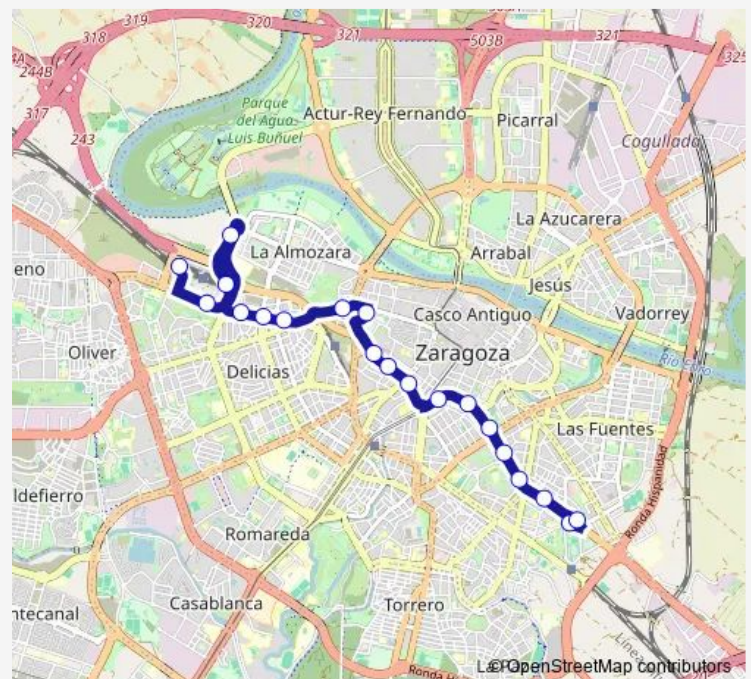 319
320
321
503B
321
318
325
244B
317
243
Parque
del Agua
Luis Buñuel
Actur-Rey Fernando
Picarral
Cogullada
La Azucarera
La Almozara
Arrabal
Jesús
eno
Casco Antiguo
Vadorrey
Oliver
Zaragoza
Río Ebro
Delicias
Las Fuentes
Ronda Hispanidad
ldefierro
Romareda
Casablanca
Torrero
ntecanal
Ronda H
Línea
© OpenStreetMap contributors